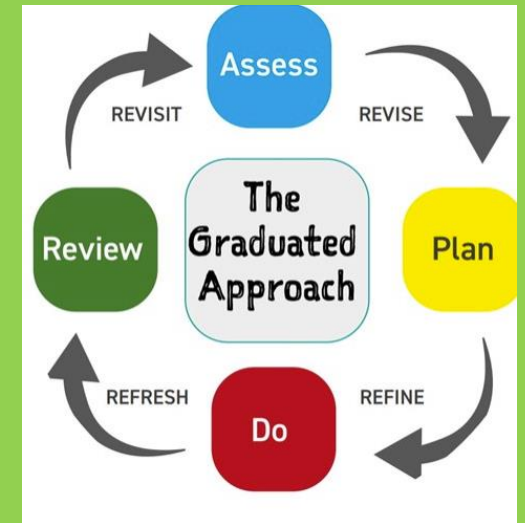 Assess
REVISIT
REVISE
Review
The
Graduated
Approach
Plan
REFRESH
REFINE
Do